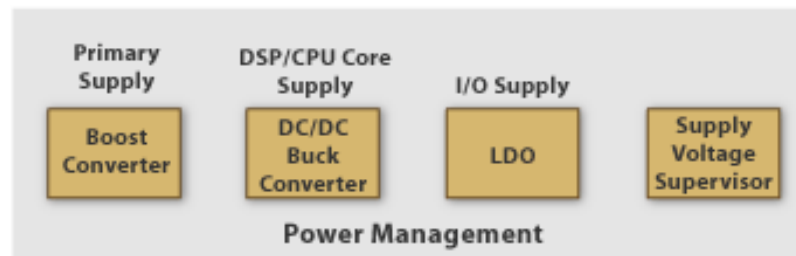 Primary
Supply
DSP/CPU Core
Supply
I/O Supply
Boost
Converter
DC/DC
Buck
Converter
LDO
Supply
Voltage
Supervisor
Power Management